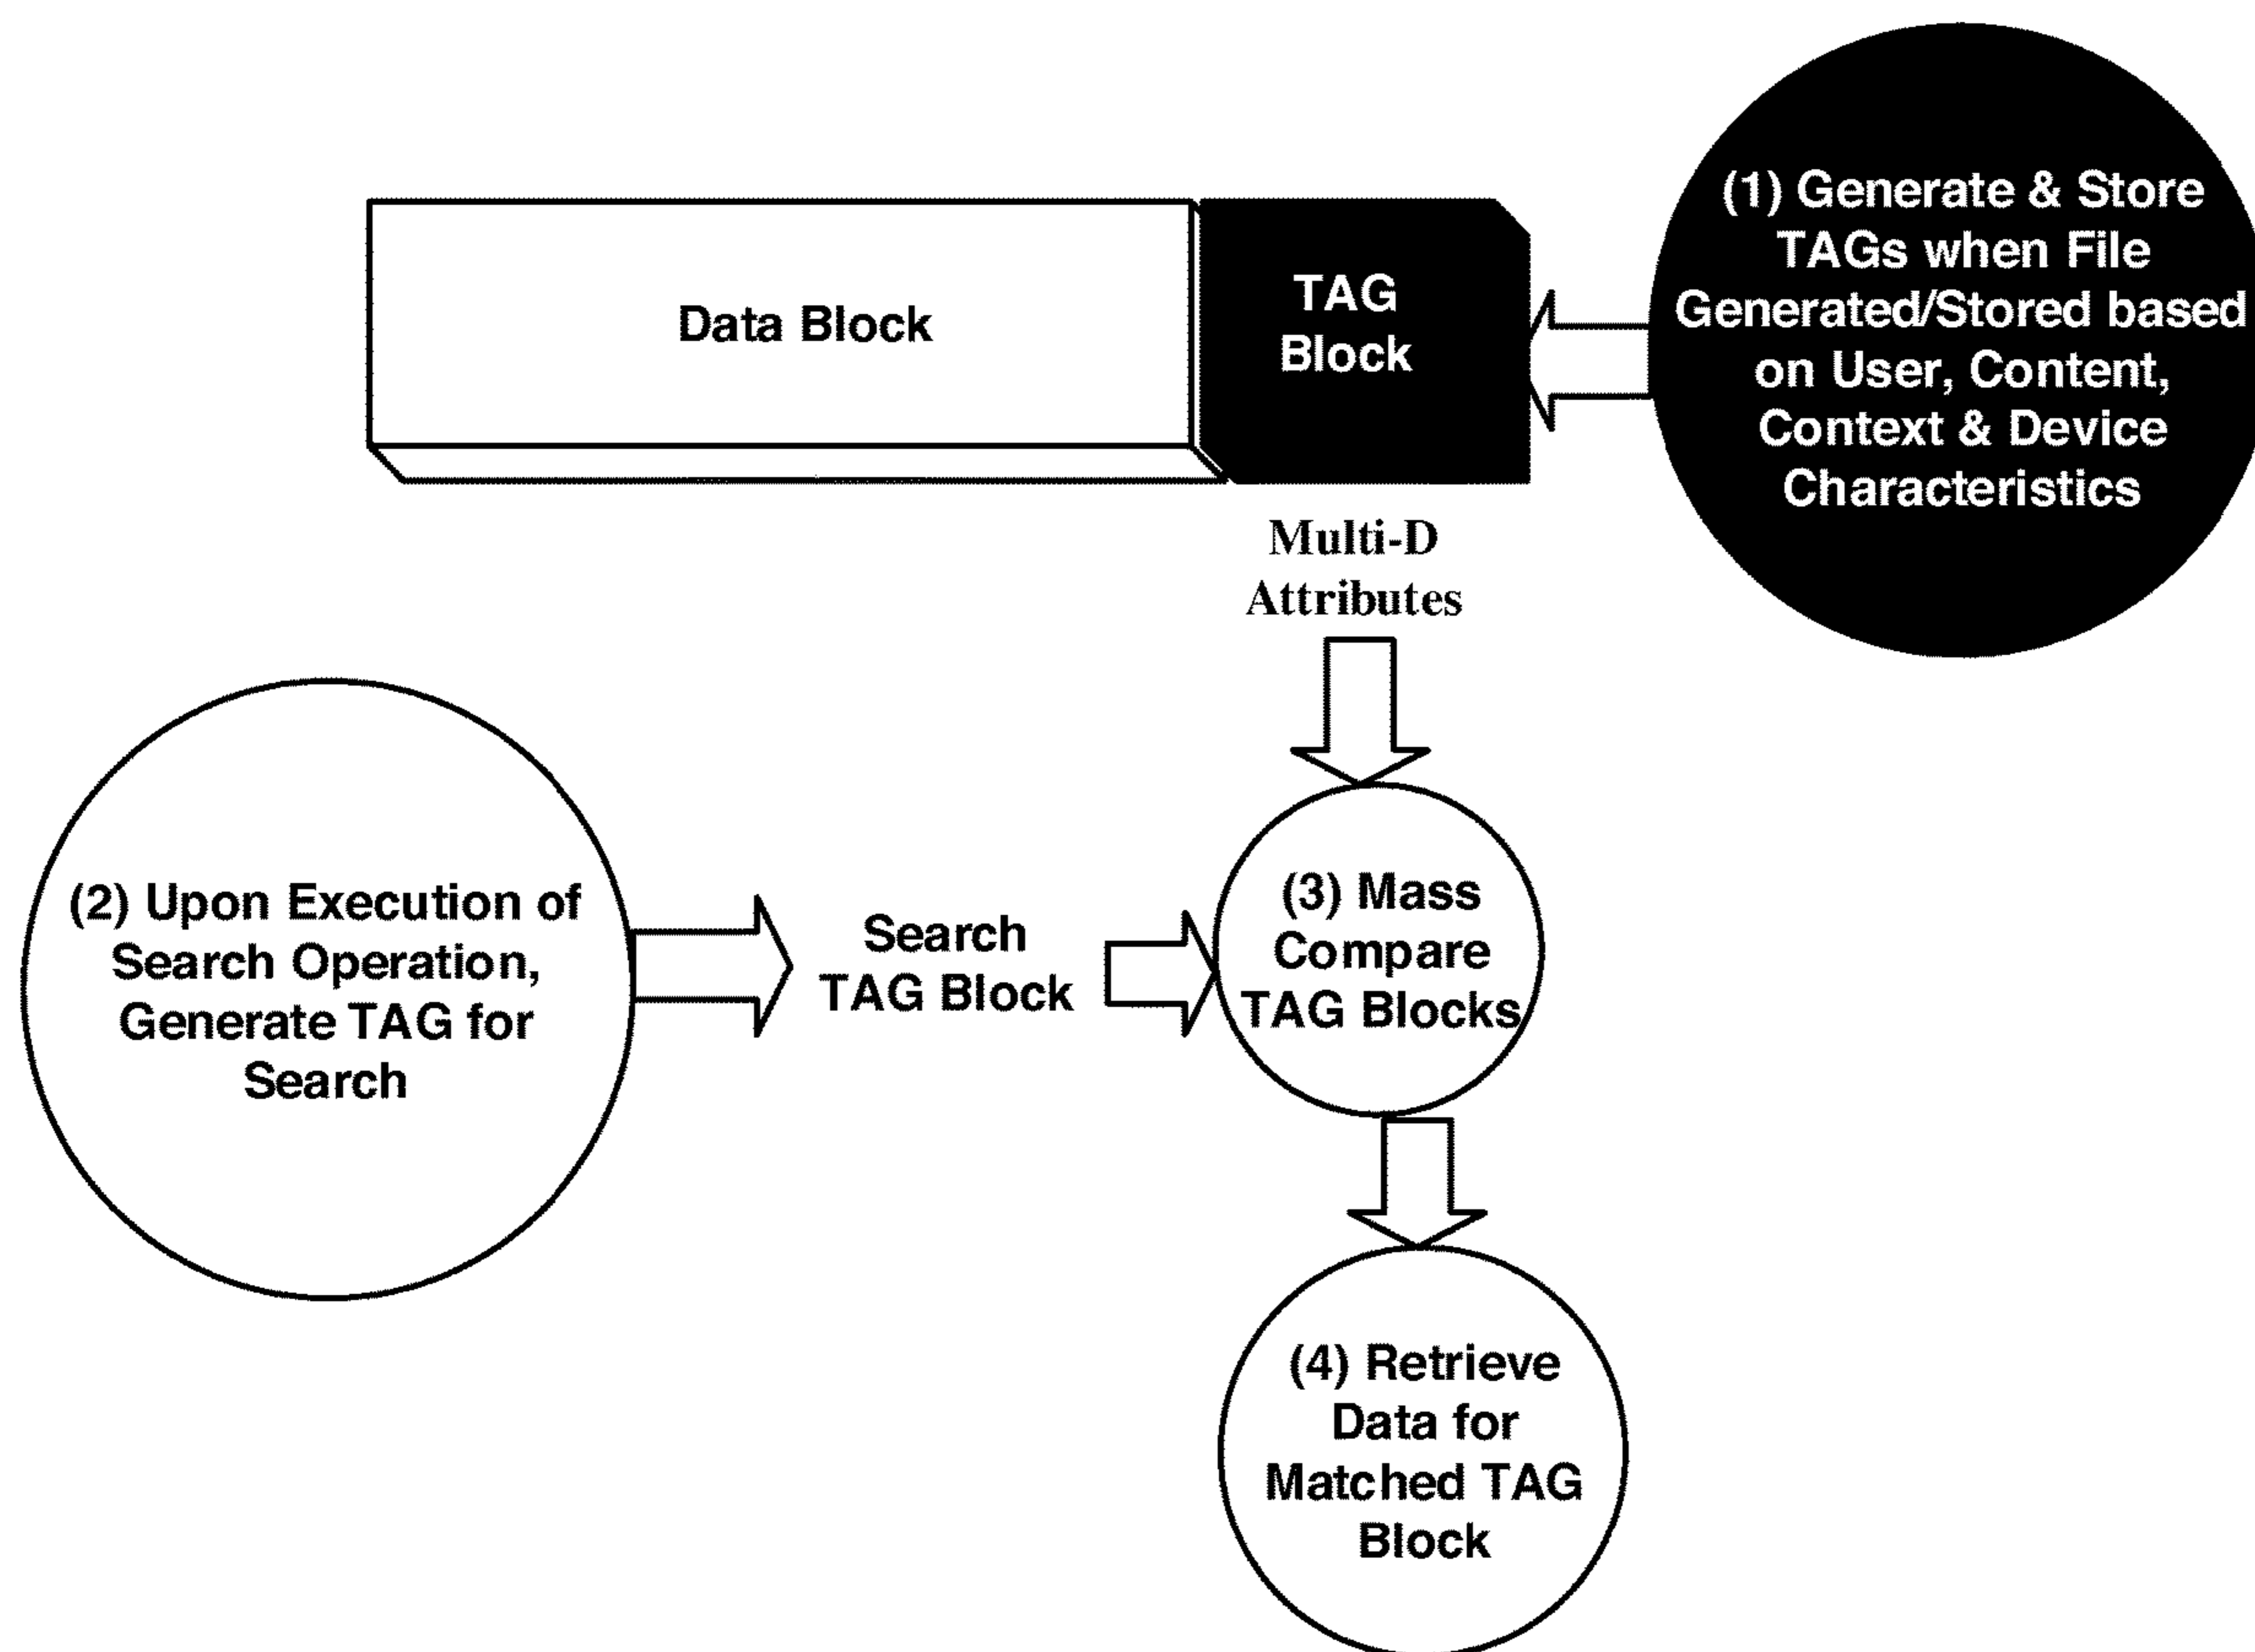 (1) Generate & Store
TAGs when File
Generated/Stored based
on User, Content,
Context & Device
Characteristics
Data Block
TAG
Block
Multi-D
Attributes
(2) Upon Execution of
Search Operation,
Generate TAG for
Search
Search
TAG Block
(3) Mass
Compare
TAG Blocks
(4) Retrieve
Data for
Matched TAG
Block